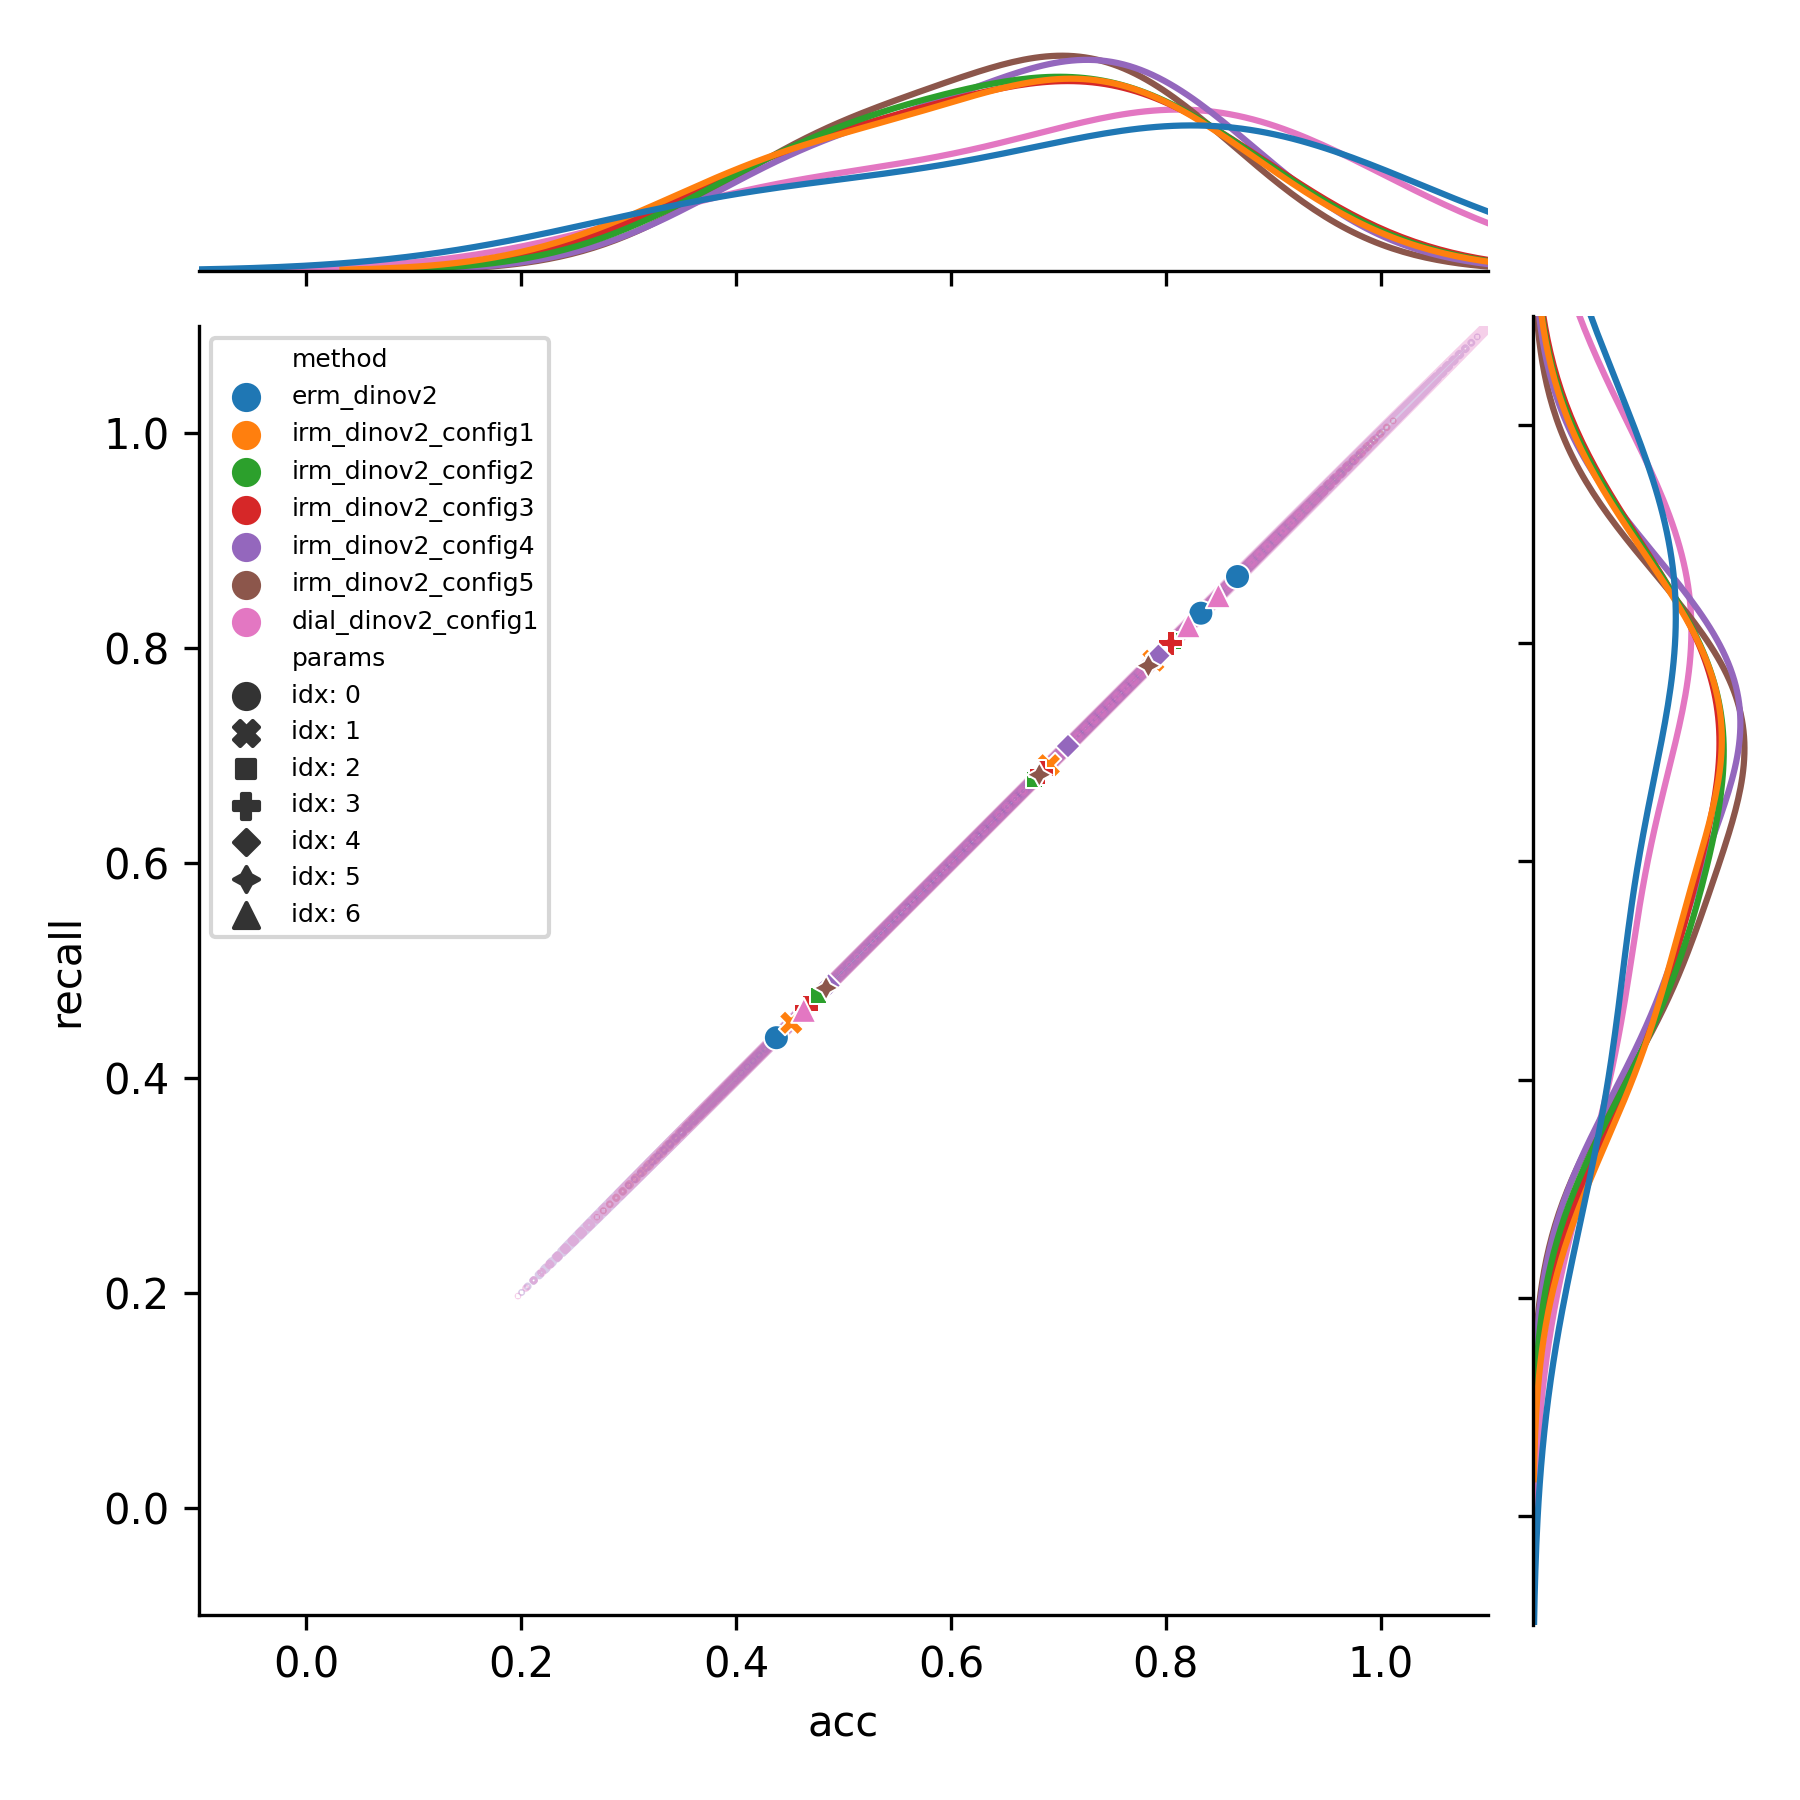 method
erm_dinov2
irm_dinov2_config1
irm_dinov2_config2
irm_dinov2_config3
irm_dinov2_config4
irm_dinov2_config5
dial_dinov2_config1
params
idx: 0
idx: 1
idx: 2
idx: 3
idx: 4
idx: 5
idx: 6
1.0
0.8
0.6
0.4
0.2
0.0
recall
0.0 0.2 0.4 0.6 0.8 1.0
acc